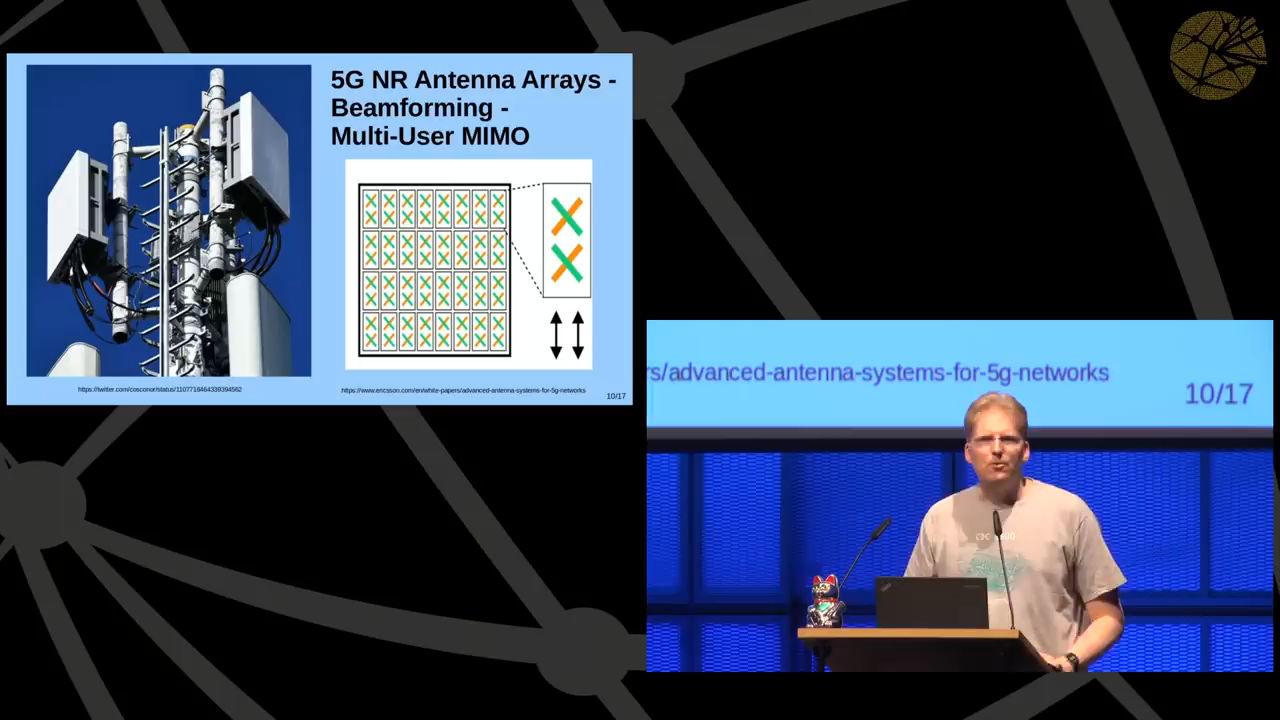 5G NR Antenna Arrays -
Beamforming -
Multi-User MIMO
https://twitter.com/cosconor/status/1107718464339394562
https://www.ericsson.com/en/white-papers/advanced-antenna-systems-for-5g-networks
10/17
rs/advanced-antenna-systems-for-5g-networks
10/17